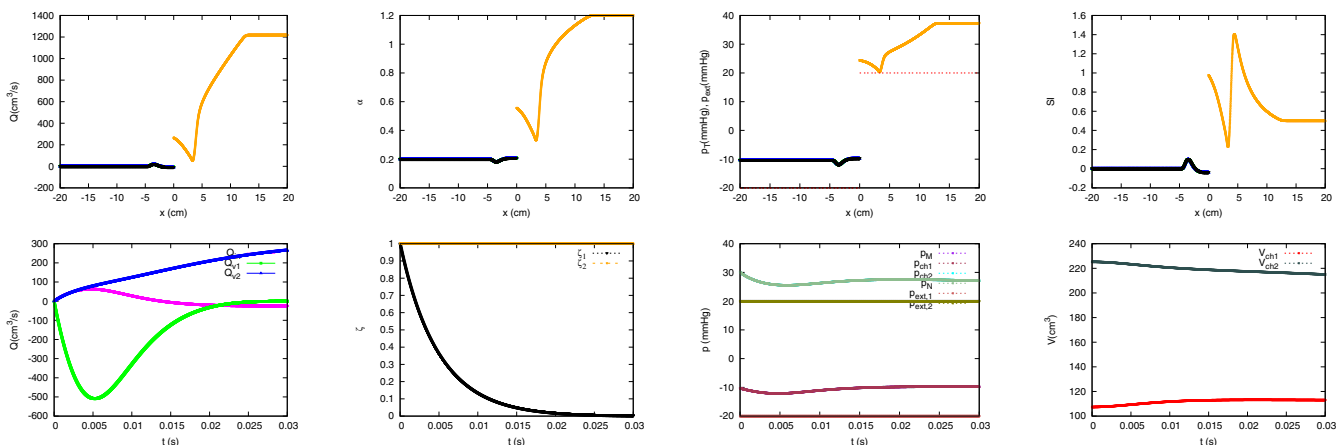 Q(cm³/s)
1400
1200
1000
800
600
400
200
0
-200
-20 -15 -10 -5 0 5 10 15 20
x (cm)
α
1.2
1
0.8
0.6
0.4
0.2
0
-20 -15 -10 -5 0 5 10 15 20
x (cm)
p_T(mmHg), p_ext(mmHg)
40
30
20
10
0
-10
-20
-20 -15 -10 -5 0 5 10 15 20
x (cm)
SI
1.6
1.4
1.2
1
0.8
0.6
0.4
0.2
0
-0.2
-20 -15 -10 -5 0 5 10 15 20
x (cm)
Q(cm³/s)
300
200
100
0
-100
-200
-300
-400
-500
-600
0 0.005 0.01 0.015 0.02 0.025 0.03
t (s)
Q
Q_v1
Q_v2
ζ
1
0.9
0.8
0.7
0.6
0.5
0.4
0.3
0.2
0.1
0
0 0.005 0.01 0.015 0.02 0.025 0.03
t (s)
ζ_1
ζ_2
p (mmHg)
40
30
20
10
0
-10
-20
0 0.005 0.01 0.015 0.02 0.025 0.03
t (s)
p_M
p_ch1
p_ch2
p_N
p_ext,1
p_ext,2
V(cm³)
240
220
200
180
160
140
120
100
0 0.005 0.01 0.015 0.02 0.025 0.03
t (s)
V_ch1
V_ch2